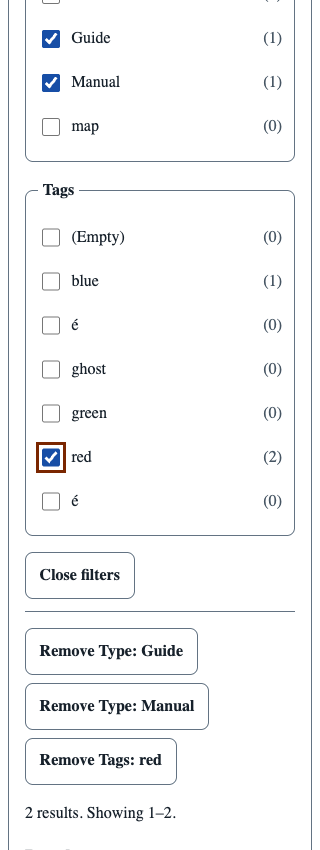 Guide (1)
Manual (1)
map (0)
Tags
(Empty) (0)
blue (1)
é (0)
ghost (0)
green (0)
red (2)
é (0)
Close filters
Remove Type: Guide
Remove Type: Manual
Remove Tags: red
2 results. Showing 1–2.